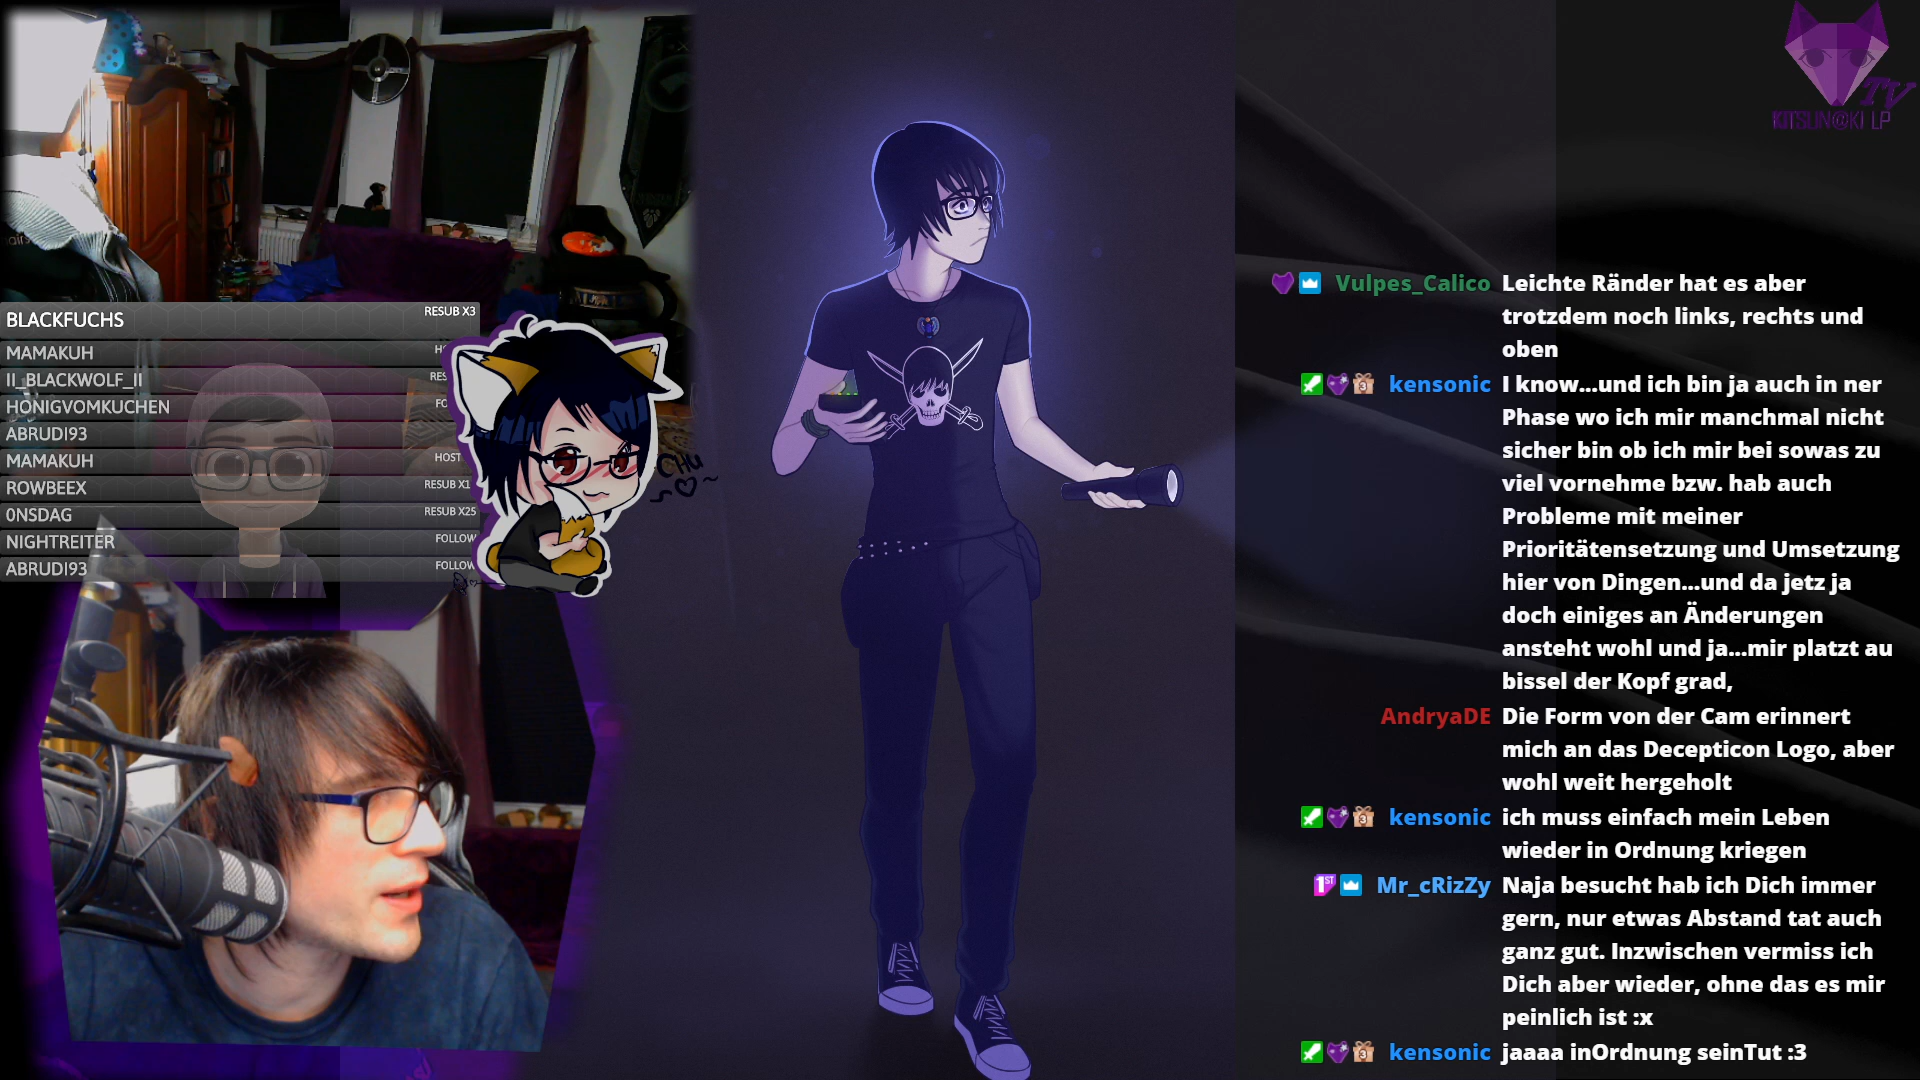 BLACKFUCHS RESUB X3
MAMAKUH
II_BLACKWOLF_II
HONIGVOMKUCHEN
ABRUDI93
MAMAKUH HOST
ROWBEEX RESUB X1
0NSDAG RESUB X25
NIGHTREITER FOLLOW
ABRUDI93 FOLLOW
CHU
TV
KITSUN@KI LP
Vulpes_Calico Leichte Ränder hat es aber
trotzdem noch links, rechts und
oben
kensonic I know...und ich bin ja auch in ner
Phase wo ich mir manchmal nicht
sicher bin ob ich mir bei sowas zu
viel vornehme bzw. hab auch
Probleme mit meiner
Prioritätensetzung und Umsetzung
hier von Dingen...und da jetz ja
doch einiges an Änderungen
ansteht wohl und ja...mir platzt au
bissel der Kopf grad,
AndryaDE Die Form von der Cam erinnert
mich an das Decepticon Logo, aber
wohl weit hergeholt
kensonic ich muss einfach mein Leben
wieder in Ordnung kriegen
1ST Mr_cRizZy Naja besucht hab ich Dich immer
gern, nur etwas Abstand tat auch
ganz gut. Inzwischen vermiss ich
Dich aber wieder, ohne das es mir
peinlich ist :x
kensonic jaaaa inOrdnung seinTut :3